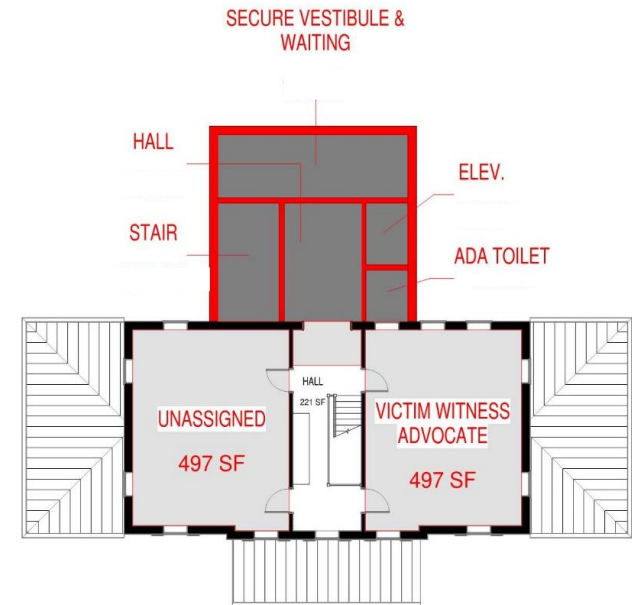 SECURE VESTIBULE &
WAITING
HALL
ELEV.
STAIR
ADA TOILET
HALL
221 SF
UNASSIGNED
497 SF
VICTIM WITNESS
ADVOCATE
497 SF